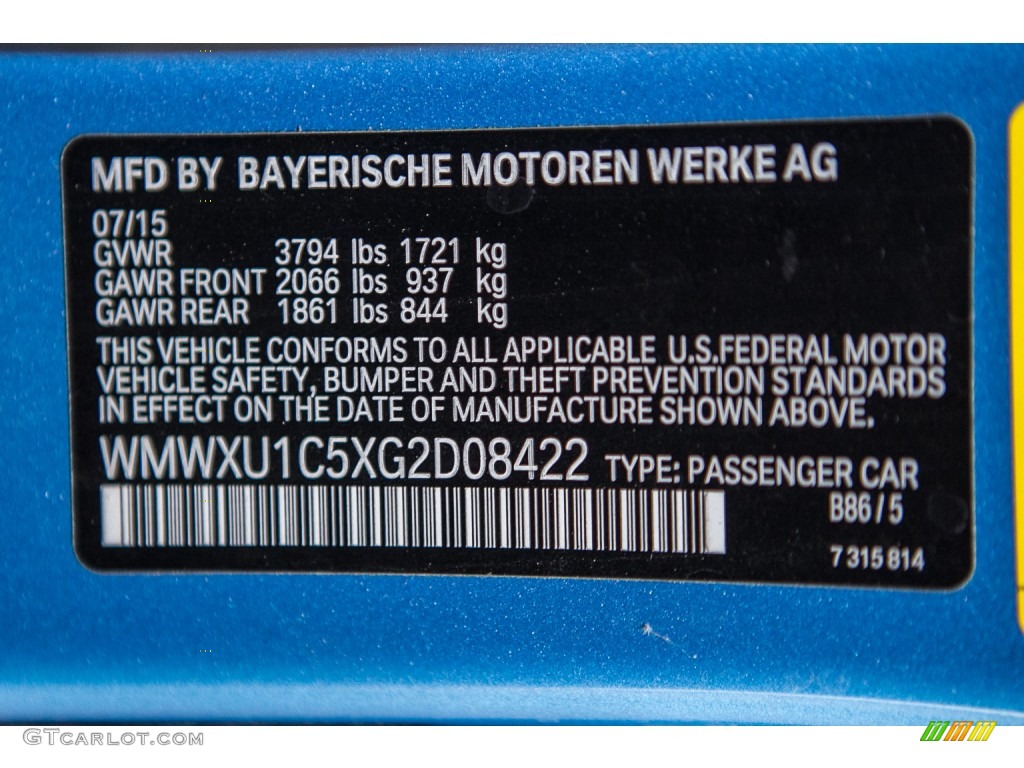 MFD BY BAYERISCHE MOTOREN WERKE AG
07/15
GVWR 3794 lbs 1721 kg
GAWR FRONT 2066 lbs 937 kg
GAWR REAR 1861 lbs 844 kg
THIS VEHICLE CONFORMS TO ALL APPLICABLE U.S.FEDERAL MOTOR
VEHICLE SAFETY, BUMPER AND THEFT PREVENTION STANDARDS
IN EFFECT ON THE DATE OF MANUFACTURE SHOWN ABOVE.
WMWXU1C5XG2D08422 TYPE: PASSENGER CAR
B86/5
7 315 814
GTCARLOT.COM